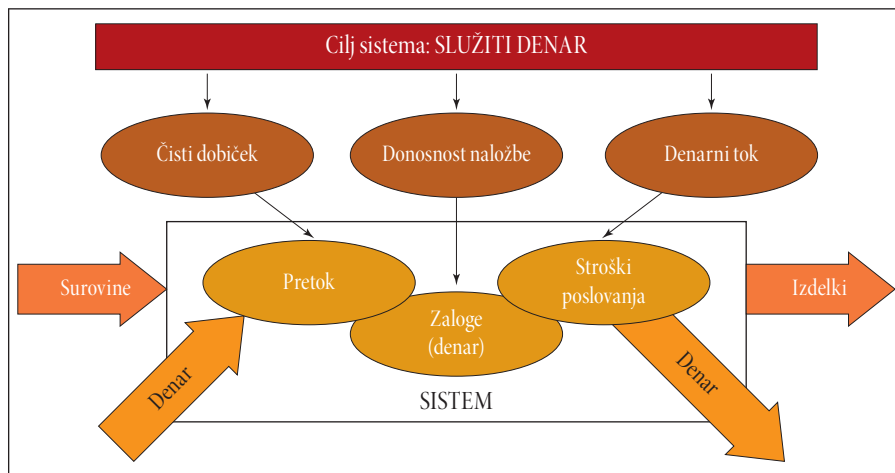 Cilj sistema: SLUŽITI DENAR
Čisti dobiček
Donosnost naložbe
Denarni tok
Surovine
Pretok
Zaloge
(denar)
Stroški
poslovanja
Izdelki
Denar
Denar
SISTEM